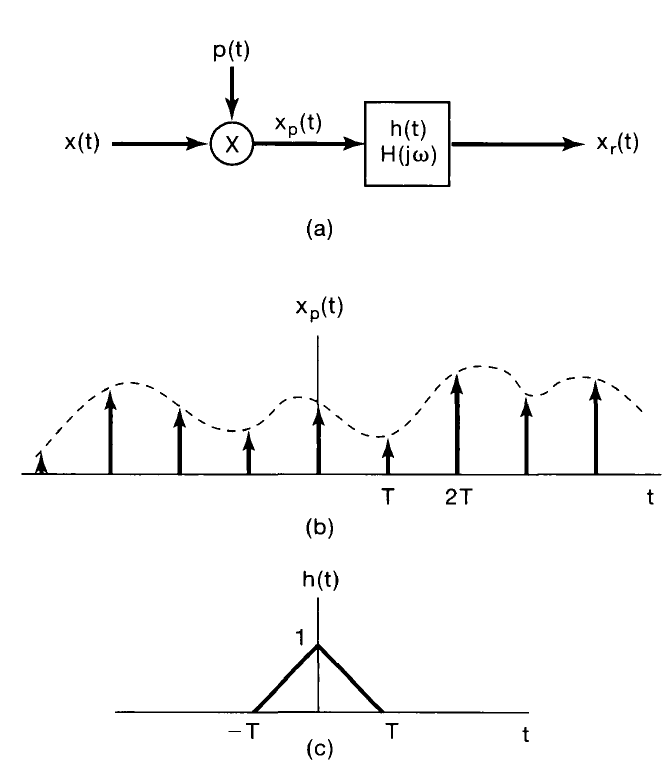 p(t)
x(t) X xₚ(t) h(t) xᵣ(t)
H(jω)
(a)
xₚ(t)
T 2T t
(b)
h(t)
1
−T T t
(c)